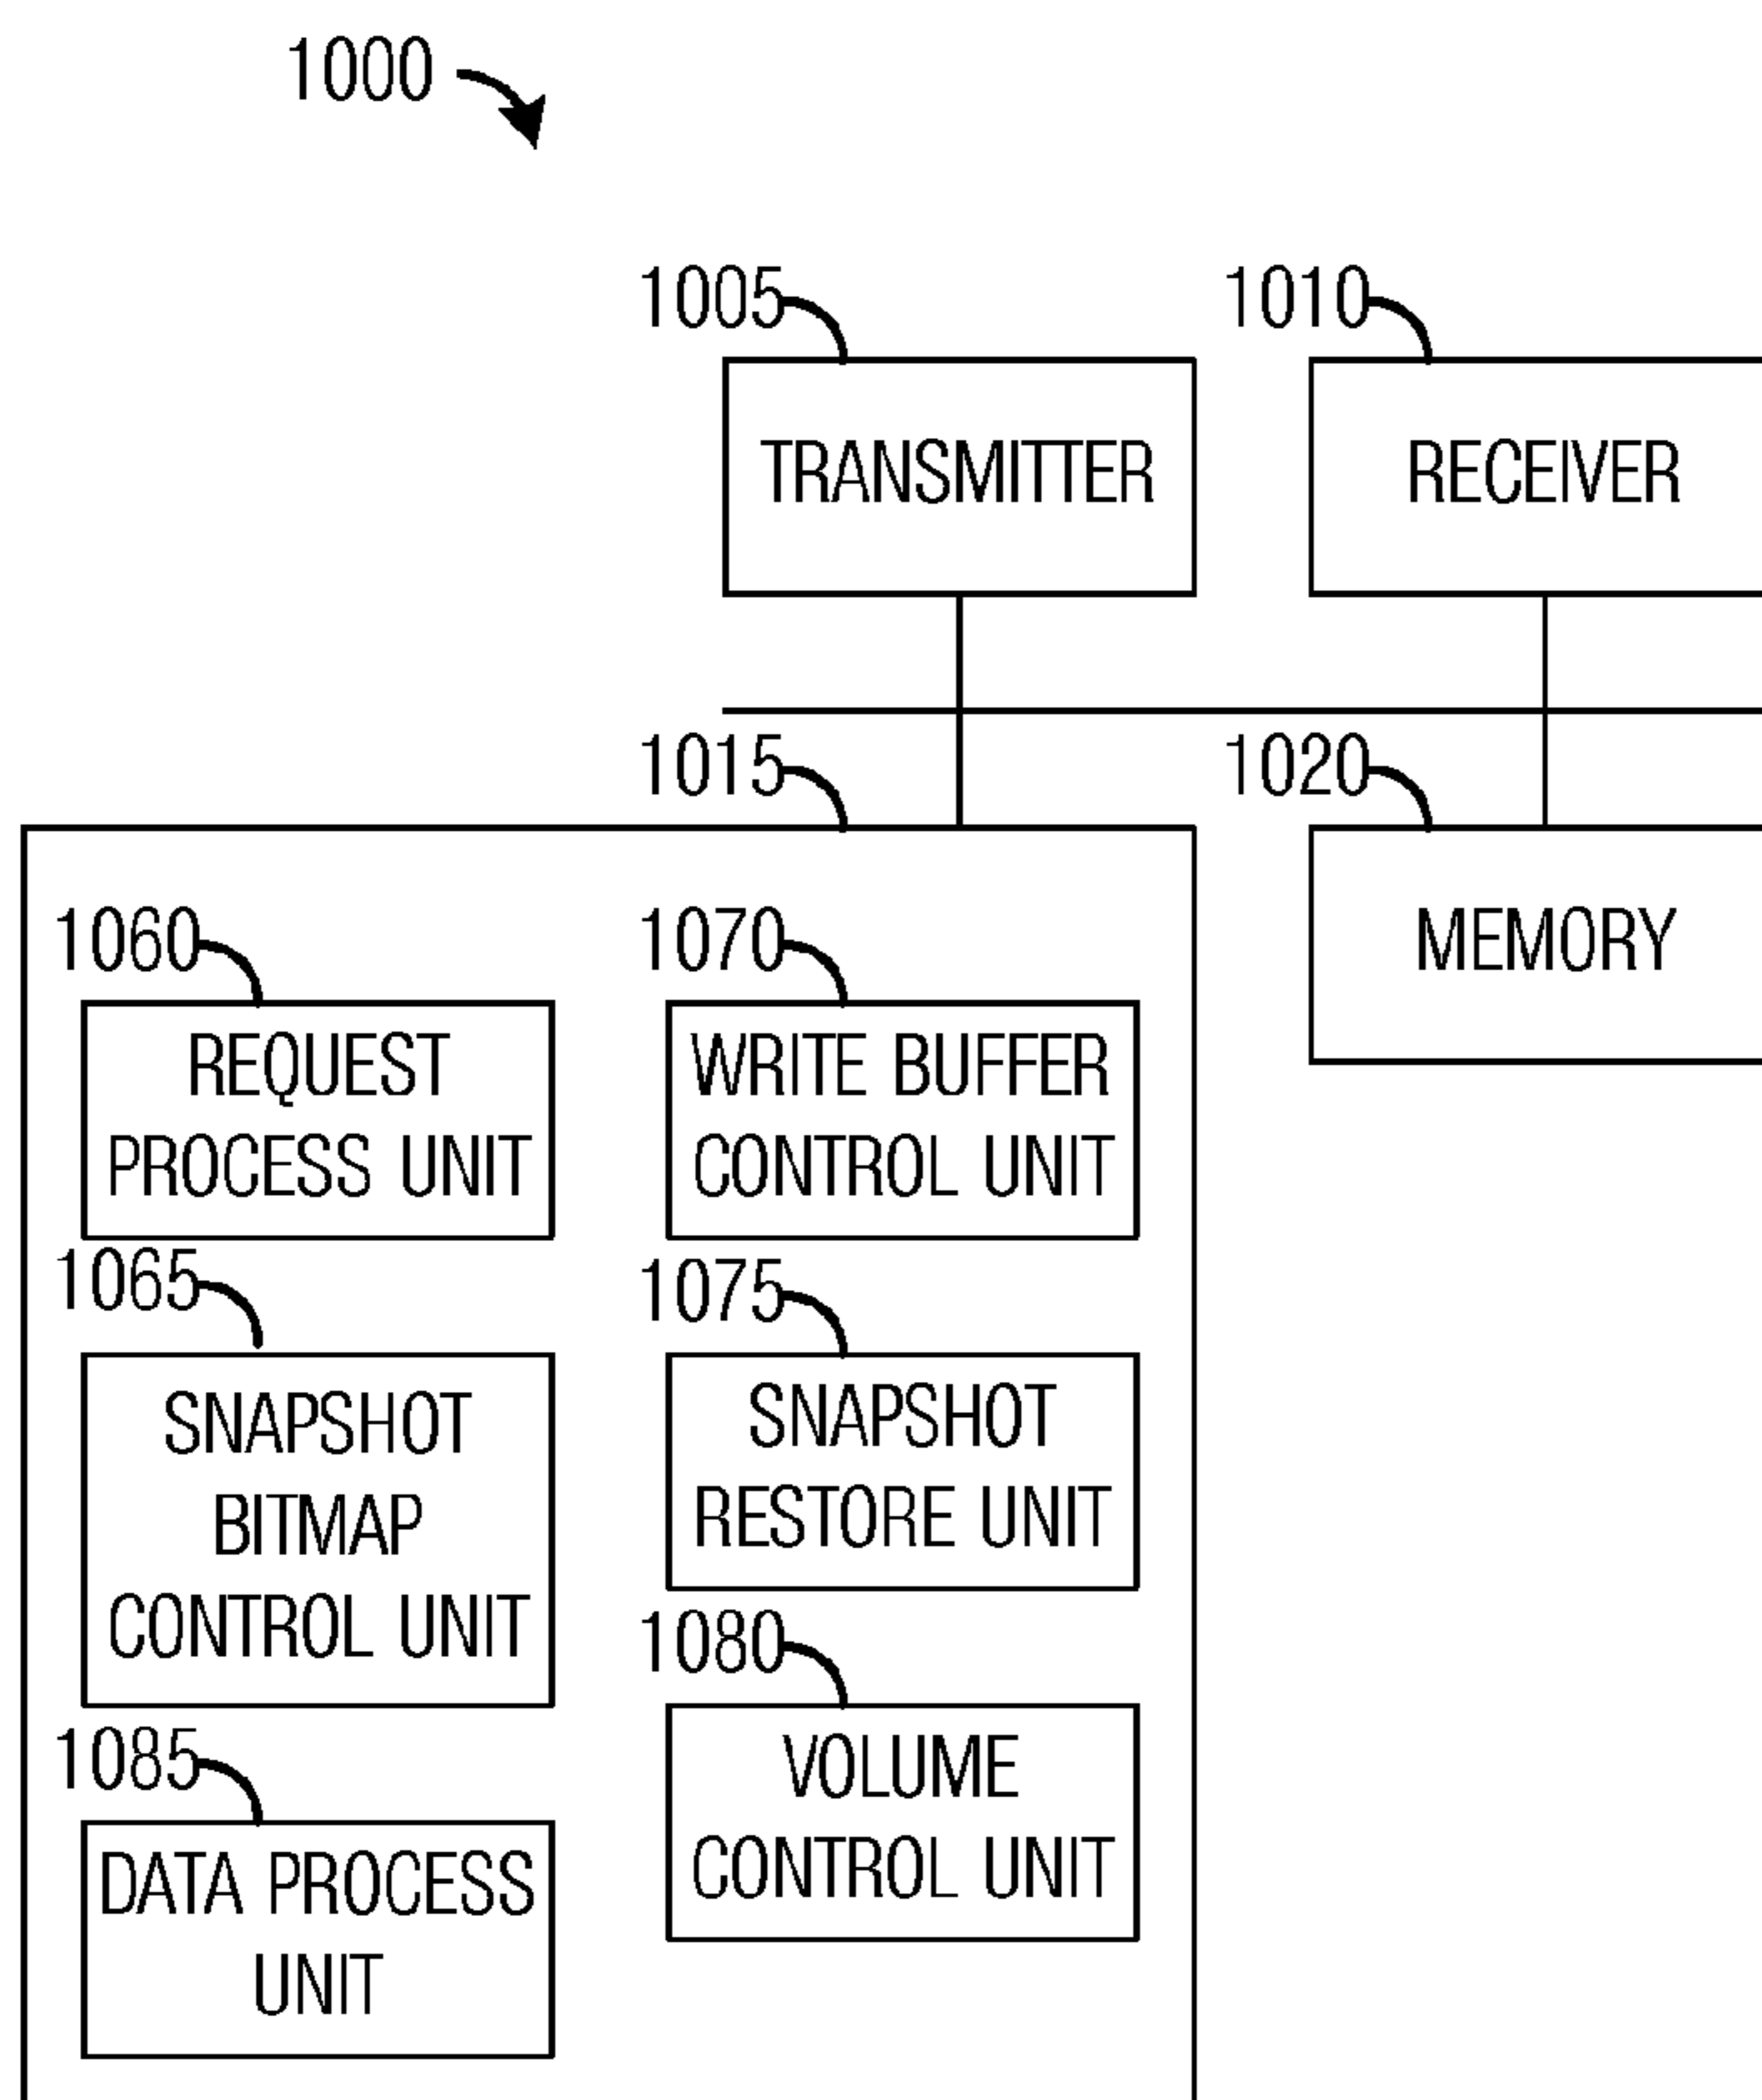 1000
1005
1010
TRANSMITTER
RECEIVER
1015
1020
MEMORY
1060
REQUEST
PROCESS UNIT
1070
WRITE BUFFER
CONTROL UNIT
1065
SNAPSHOT
BITMAP
CONTROL UNIT
1075
SNAPSHOT
RESTORE UNIT
1085
DATA PROCESS
UNIT
1080
VOLUME
CONTROL UNIT